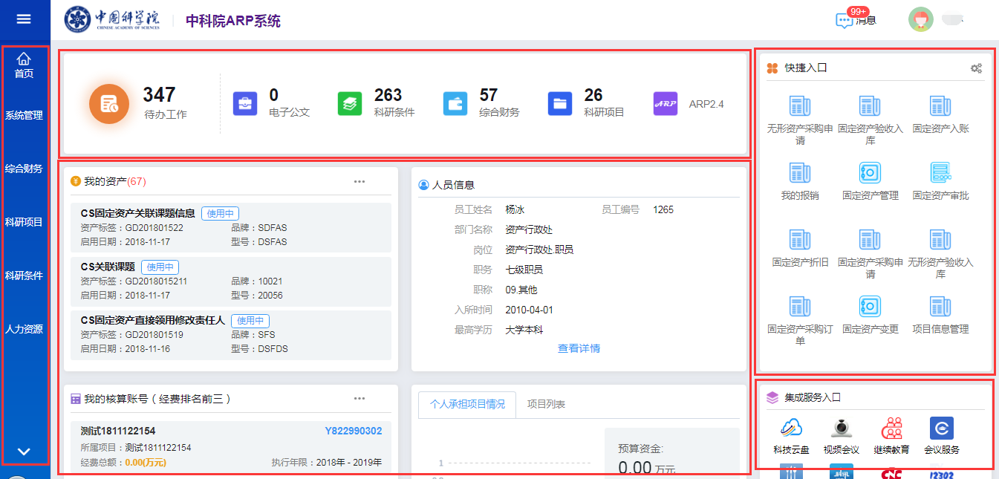 中国科学院
CHINESE ACADEMY OF SCIENCES
中科院ARP系统
99+
消息
首页
系统管理
综合财务
科研项目
科研条件
人力资源
347
待办工作
0
电子公文
263
科研条件
57
综合财务
26
科研项目
ARP
ARP2.4
我的资产(67)
CS固定资产关联课题信息 使用中
资产标签：GD201801522 品牌：SDFAS
启用日期：2018-11-17 型号：DSFAS
CS关联课题 使用中
资产标签：GD2018015211 品牌：10021
启用日期：2018-11-17 型号：20056
CS固定资产直接领用修改责任人 使用中
资产标签：GD201801519 品牌：SFS
启用日期：2018-11-16 型号：DSFDS
人员信息
员工姓名 杨冰 员工编号 1265
部门名称 资产行政处
岗位 资产行政处.职员
职务 七级职员
职称 09.其他
入所时间 2010-04-01
最高学历 大学本科
查看详情
我的核算账号（经费排名前三）
测试1811122154 Y822990302
所属项目：测试1811122154
经费总额：0.00(万元) 执行年限：2018年 - 2019年
个人承担项目情况 项目列表
1
预算资金:
0.00 万元
快捷入口
无形资产采购申
请
固定资产验收入
库
固定资产入账
我的报销
固定资产管理
固定资产审批
固定资产折旧
固定资产采购申
请
无形资产验收入
库
固定资产采购订
单
固定资产变更
项目信息管理
集成服务入口
科技云盘
视频会议
继续教育
会议服务
CNC
12302